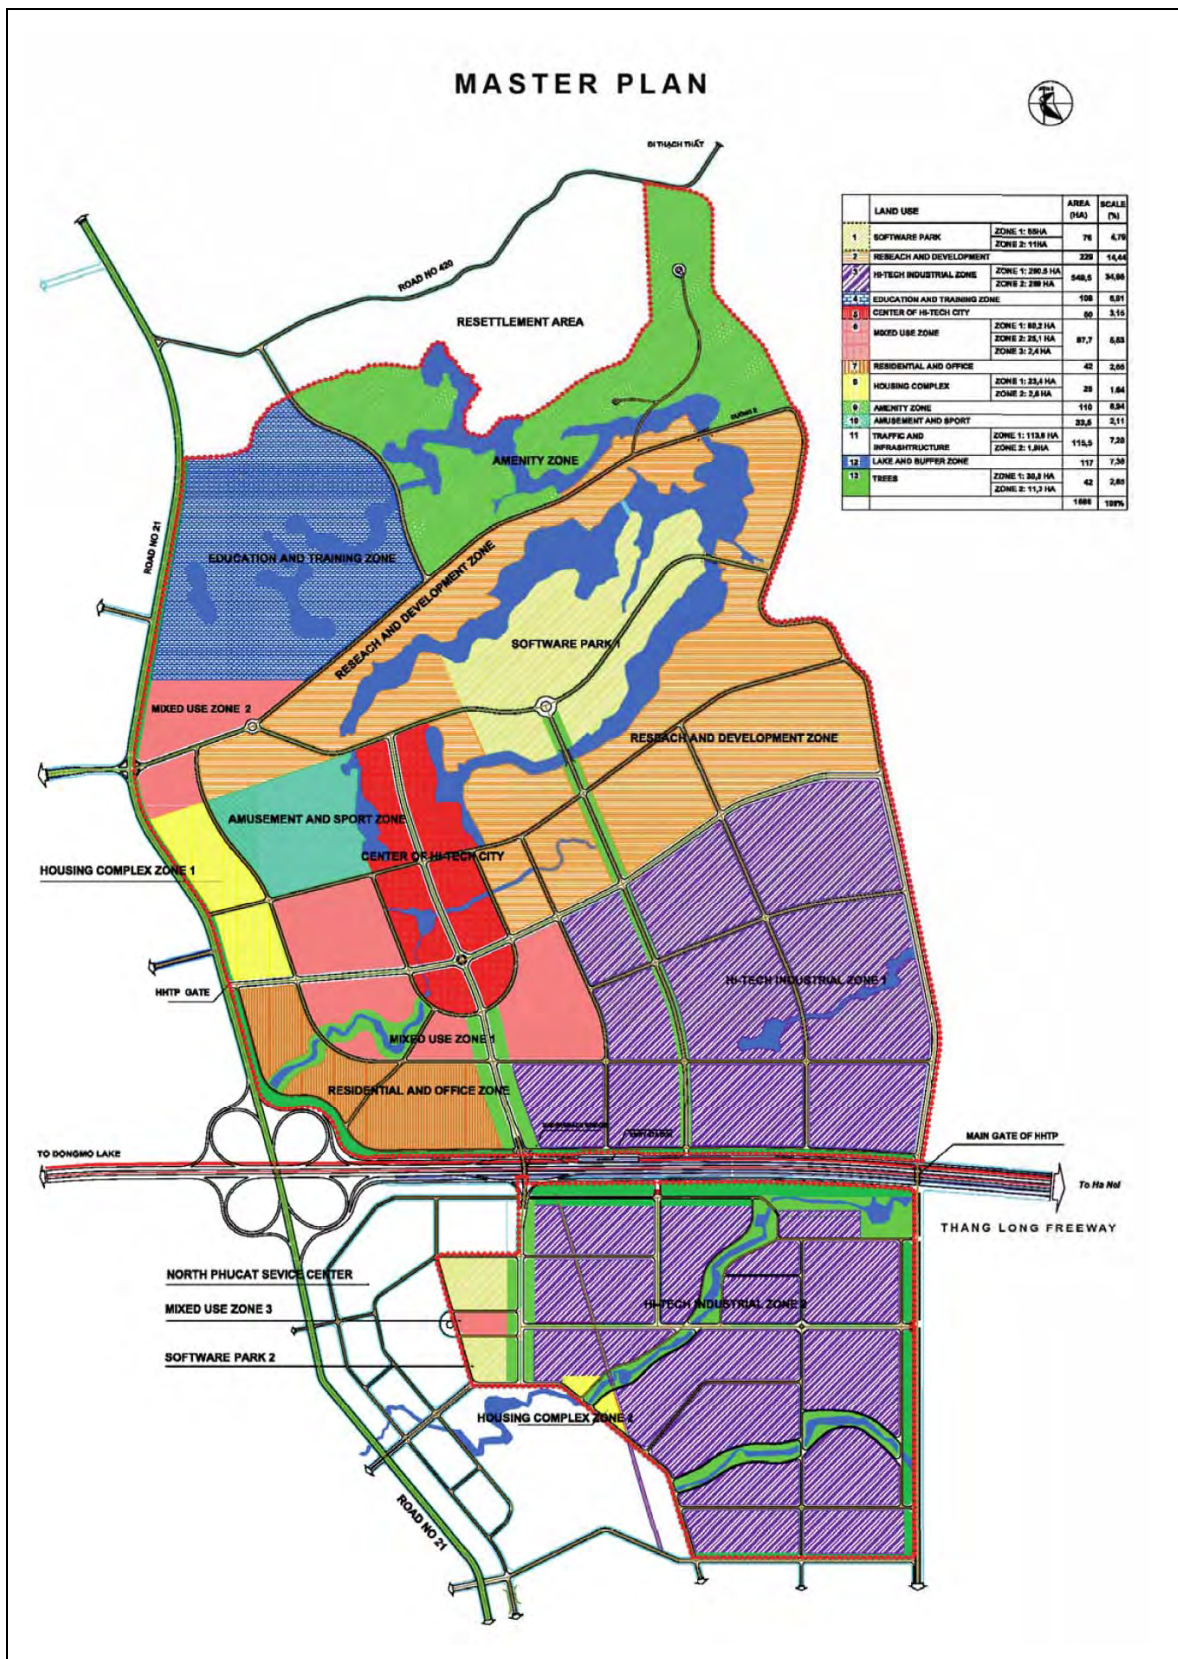 MASTER PLAN
ĐI THẠCH THẤT
LAND USE AREA (HA) SCALE (%)
1 SOFTWARE PARK ZONE 1: 65HA ZONE 2: 11HA 76 4,79
2 RESEACH AND DEVELOPMENT 229 14,44
3 HI-TECH INDUSTRIAL ZONE ZONE 1: 260.5 HA ZONE 2: 289 HA 549,5 34,65
4 EDUCATION AND TRAINING ZONE 108 6,81
5 CENTER OF HI-TECH CITY 50 3,15
6 MIXED USE ZONE ZONE 1: 60,2 HA ZONE 2: 25,1 HA ZONE 3: 2,4 HA 87,7 5,53
7 RESIDENTIAL AND OFFICE 42 2,65
8 HOUSING COMPLEX ZONE 1: 23,4 HA ZONE 2: 2,6 HA 26 1.64
9 AMENITY ZONE 110 6,94
10 AMUSEMENT AND SPORT 33,5 2,11
11 TRAFFIC AND INFRASHTRUCTURE ZONE 1: 113,6 HA ZONE 2: 1,9HA 115,5 7,28
12 LAKE AND BUFFER ZONE 117 7,38
13 TREES ZONE 1: 30,8 HA ZONE 2: 11,3 HA 42 2,65
1586 100%
ROAD NO 420
RESETTLEMENT AREA
AMENITY ZONE
ROAD NO 21
EDUCATION AND TRAINING ZONE
RESEACH AND DEVELOPMENT ZONE
SOFTWARE PARK 1
MIXED USE ZONE 2
RESEACH AND DEVELOPMENT ZONE
AMUSEMENT AND SPORT ZONE
CENTER OF HI-TECH CITY
HOUSING COMPLEX ZONE 1
HI-TECH INDUSTRIAL ZONE 1
HHTP GATE
MIXED USE ZONE 1
RESIDENTIAL AND OFFICE ZONE
MAIN GATE OF HHTP
TO DONGMO LAKE
To Ha Noi
THANG LONG FREEWAY
NORTH PHUCAT SEVICE CENTER
MIXED USE ZONE 3
HI-TECH INDUSTRIAL ZONE 2
SOFTWARE PARK 2
HOUSING COMPLEX ZONE 2
ROAD NO 21